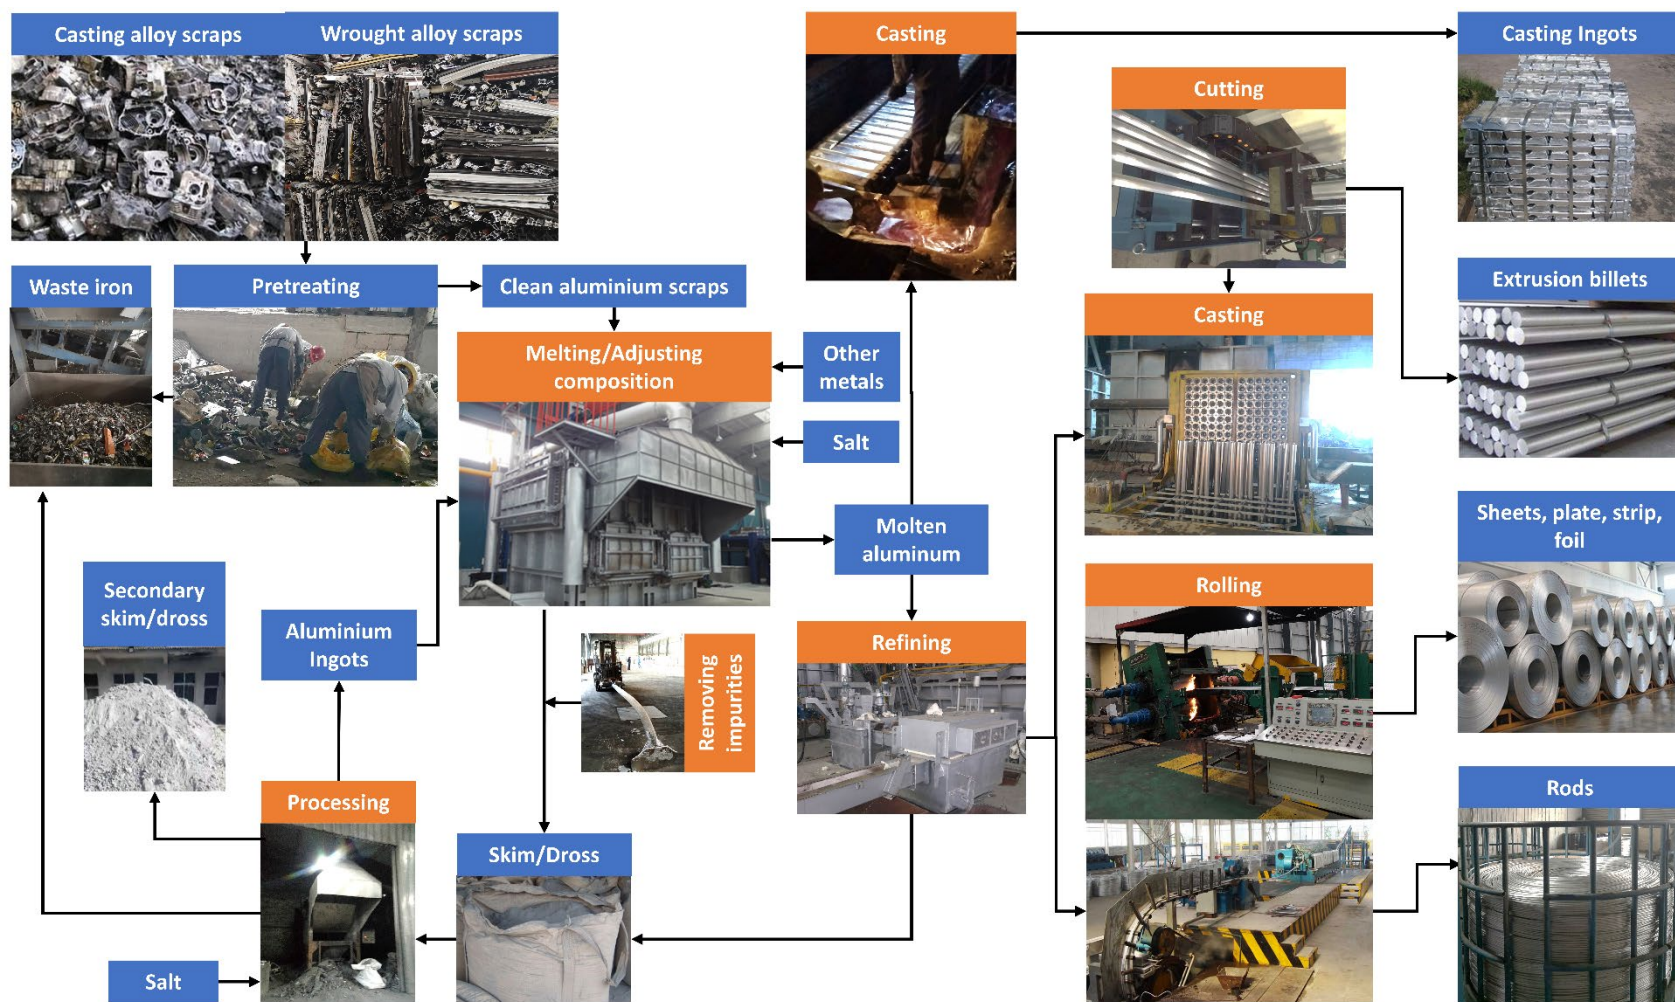 Casting alloy scraps
Wrought alloy scraps
Casting
Casting Ingots
Cutting
Waste iron
Pretreating
Clean aluminium scraps
Extrusion billets
Casting
Melting/Adjusting
composition
Other
metals
Salt
Molten
aluminum
Sheets, plate, strip,
foil
Secondary
skim/dross
Aluminium
Ingots
Removing
impurities
Refining
Rolling
Processing
Skim/Dross
Rods
Salt